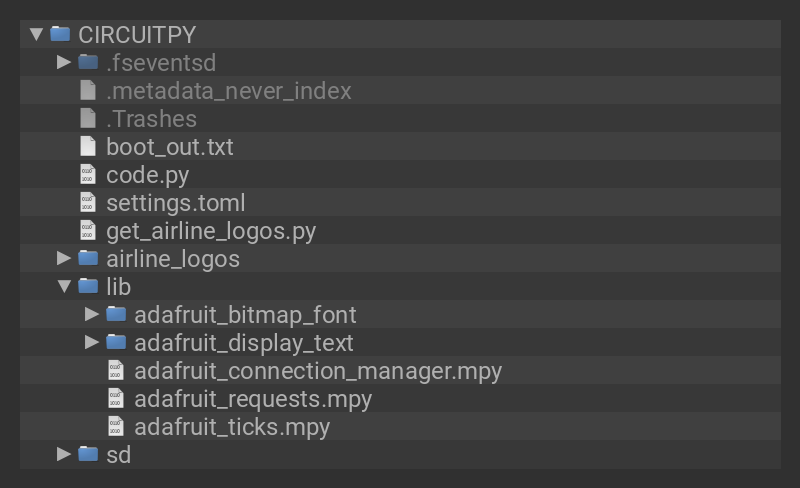 CIRCUITPY
.fseventsd
.metadata_never_index
.Trashes
boot_out.txt
code.py
settings.toml
get_airline_logos.py
airline_logos
lib
adafruit_bitmap_font
adafruit_display_text
adafruit_connection_manager.mpy
adafruit_requests.mpy
adafruit_ticks.mpy
sd